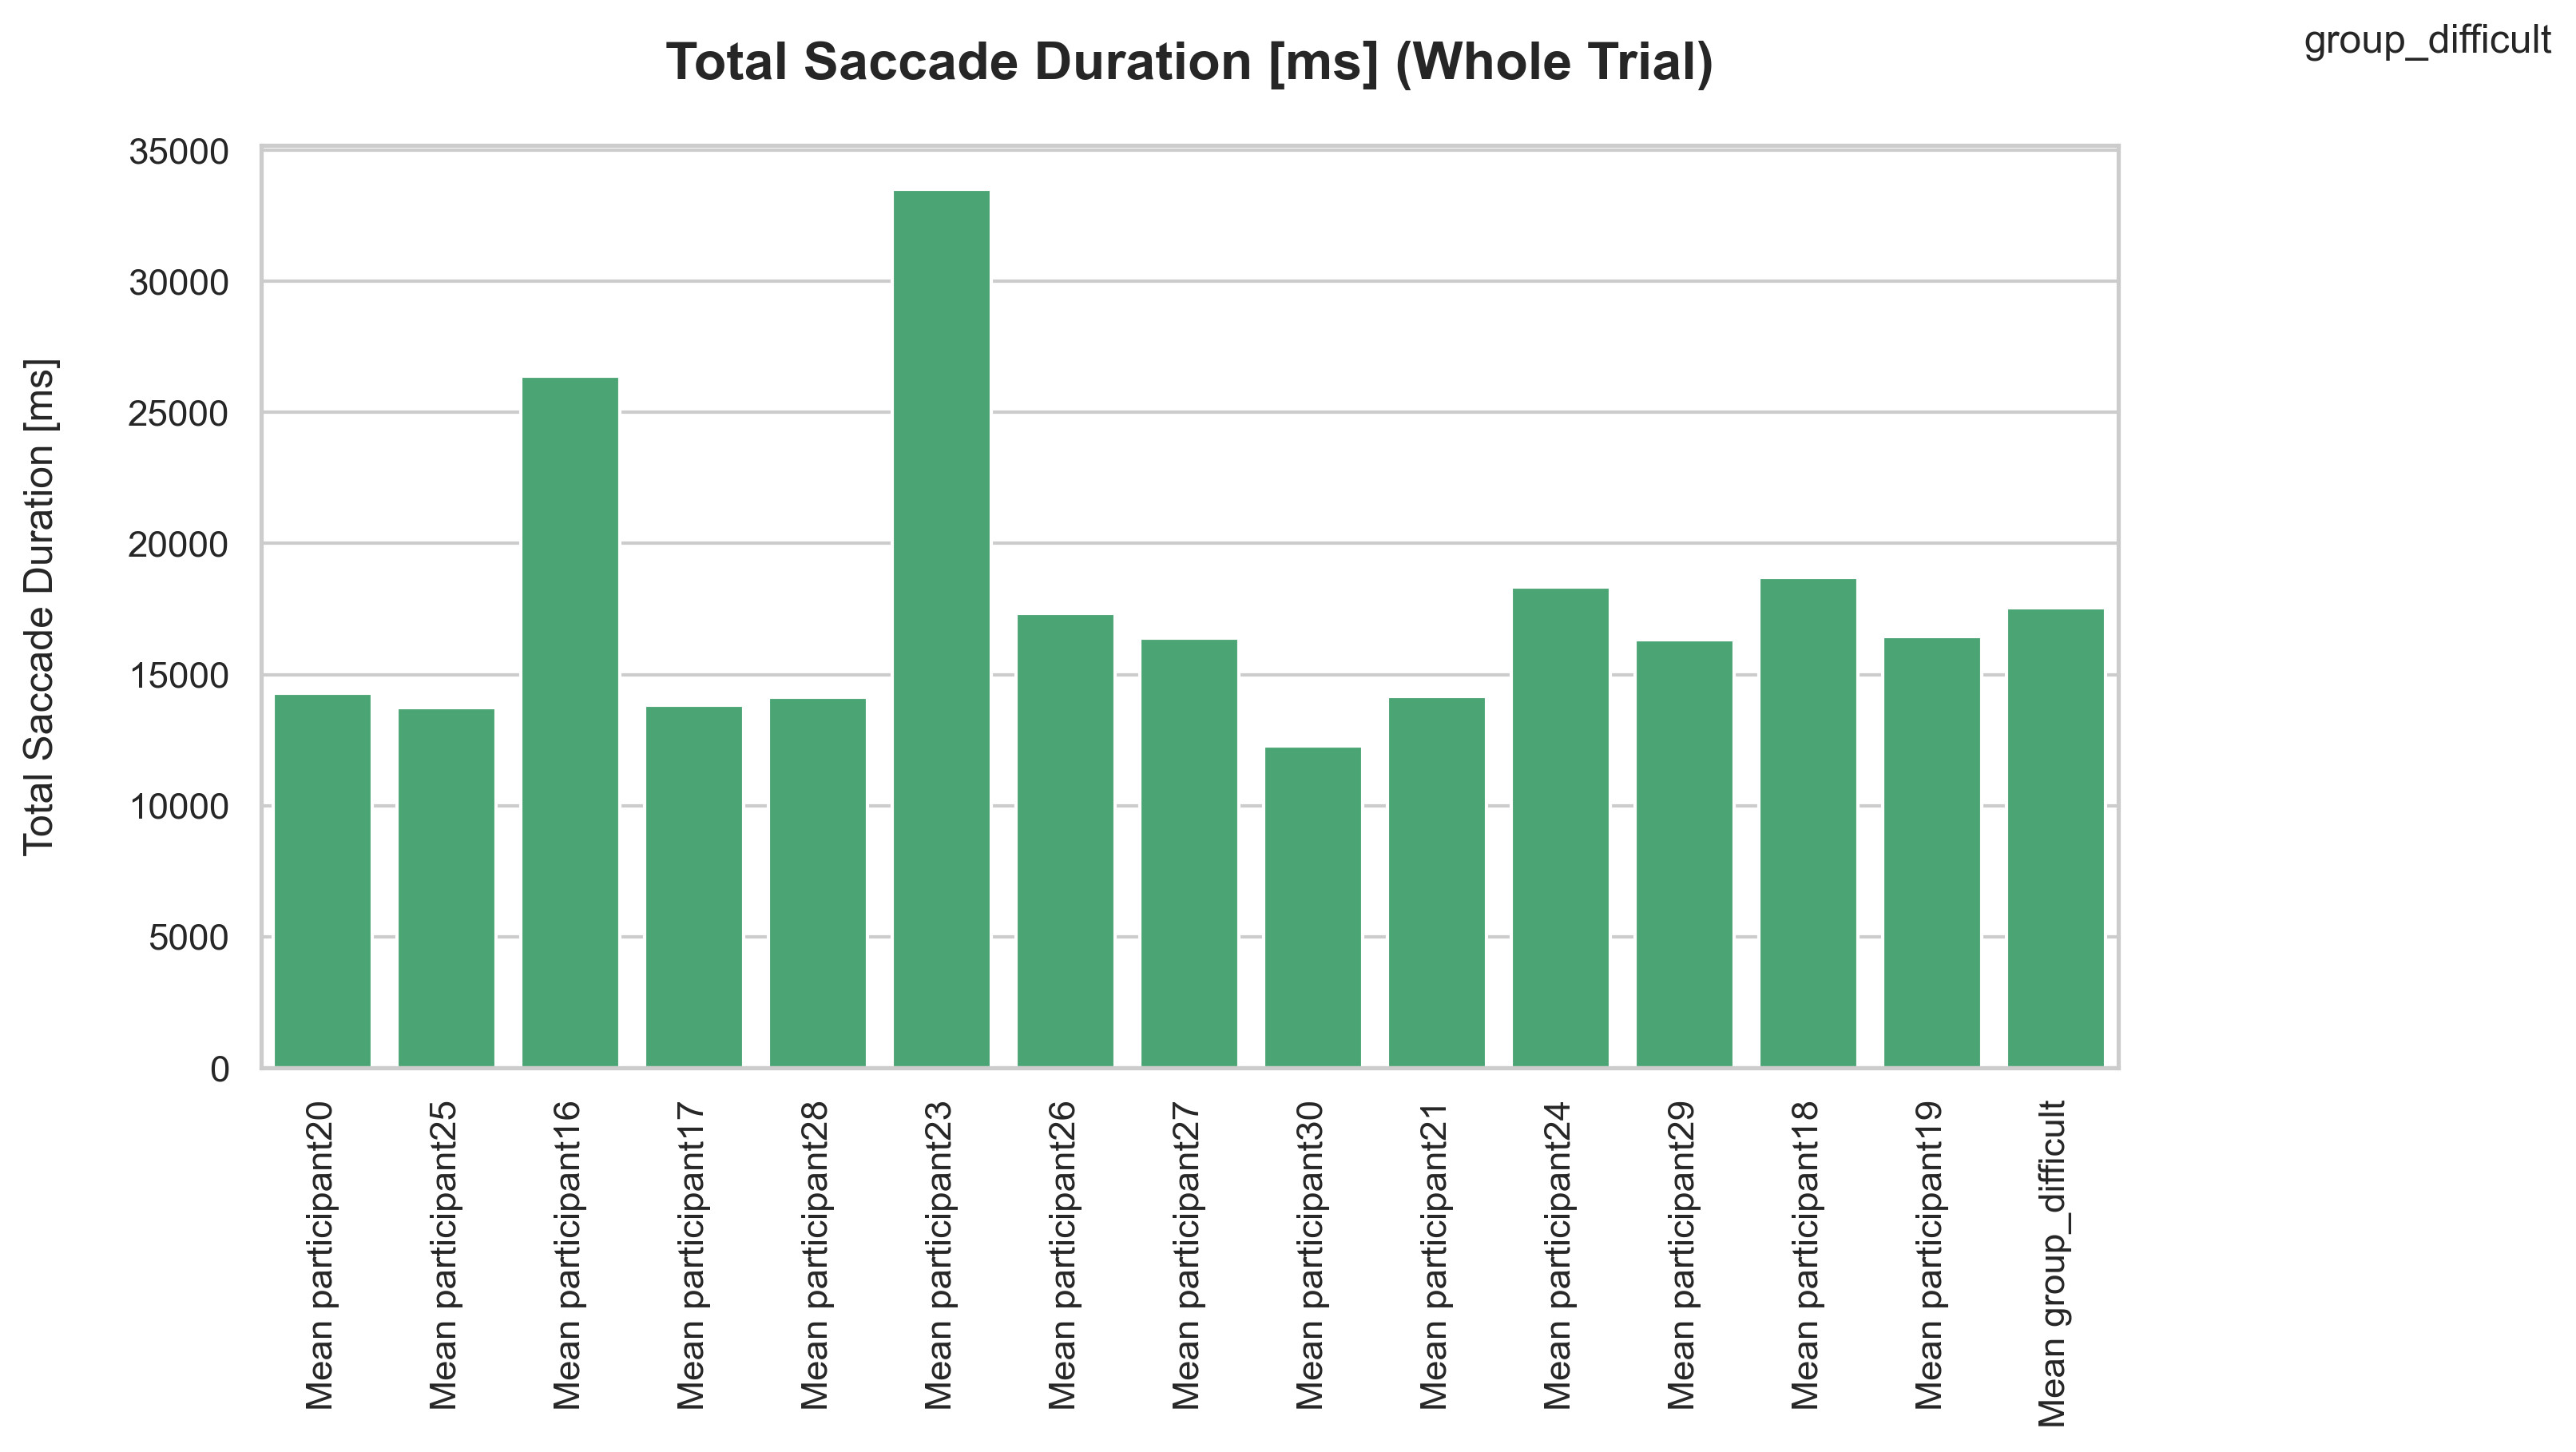 group_difficult
Total Saccade Duration [ms] (Whole Trial)
Total Saccade Duration [ms]
35000
30000
25000
20000
15000
10000
5000
0
Mean participant20
Mean participant25
Mean participant16
Mean participant17
Mean participant28
Mean participant23
Mean participant26
Mean participant27
Mean participant30
Mean participant21
Mean participant24
Mean participant29
Mean participant18
Mean participant19
Mean group_difficult